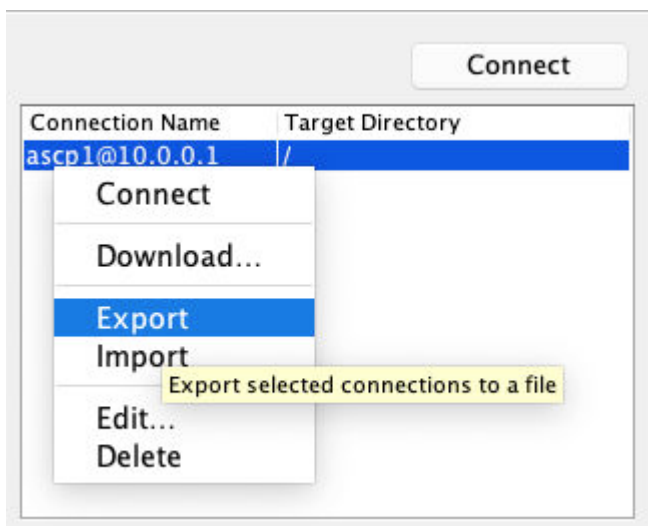 Connect
Connection Name Target Directory
ascp1@10.0.0.1 /
Connect
Download...
Export
Import
Export selected connections to a file
Edit...
Delete